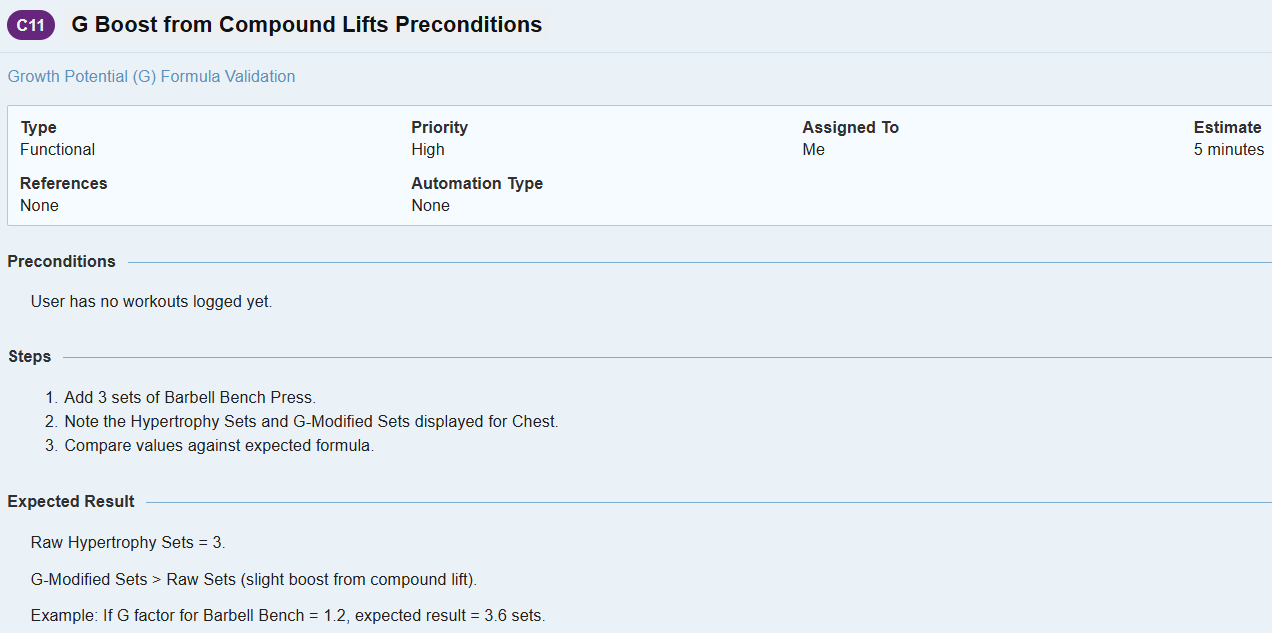 C11 G Boost from Compound Lifts Preconditions
Growth Potential (G) Formula Validation
Type Priority Assigned To Estimate
Functional High Me 5 minutes
References Automation Type
None None
Preconditions
User has no workouts logged yet.
Steps
1. Add 3 sets of Barbell Bench Press.
2. Note the Hypertrophy Sets and G-Modified Sets displayed for Chest.
3. Compare values against expected formula.
Expected Result
Raw Hypertrophy Sets = 3.
G-Modified Sets > Raw Sets (slight boost from compound lift).
Example: If G factor for Barbell Bench = 1.2, expected result = 3.6 sets.